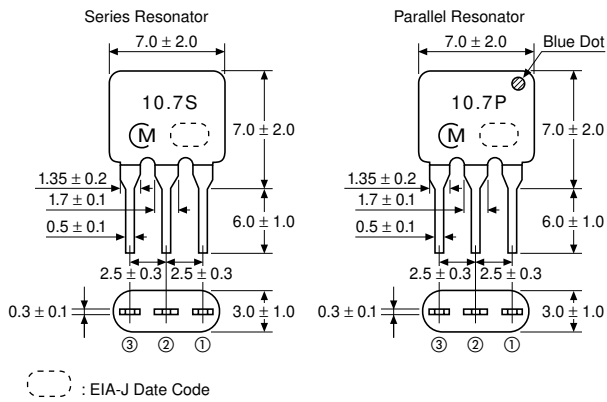 Series Resonator
7.0 ± 2.0
10.7S
M
7.0 ± 2.0
1.35 ± 0.2
1.7 ± 0.1
0.5 ± 0.1
6.0 ± 1.0
2.5 ± 0.3 2.5 ± 0.3
0.3 ± 0.1
3.0 ± 1.0
③ ② ①
Parallel Resonator
7.0 ± 2.0
Blue Dot
10.7P
M
7.0 ± 2.0
1.35 ± 0.2
1.7 ± 0.1
0.5 ± 0.1
6.0 ± 1.0
2.5 ± 0.3 2.5 ± 0.3
0.3 ± 0.1
3.0 ± 1.0
③ ② ①
: EIA-J Date Code